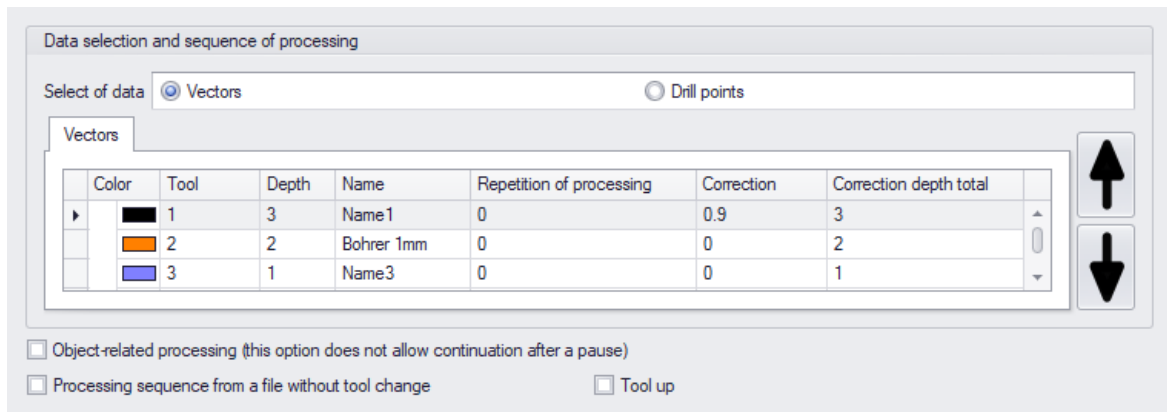 Data selection and sequence of processing
Select of data Vectors Drill points
Vectors
Color Tool Depth Name Repetition of processing Correction Correction depth total
1 3 Name1 0 0.9 3
2 2 Bohrer 1mm 0 0 2
3 1 Name3 0 0 1
Object-related processing (this option does not allow continuation after a pause)
Processing sequence from a file without tool change Tool up